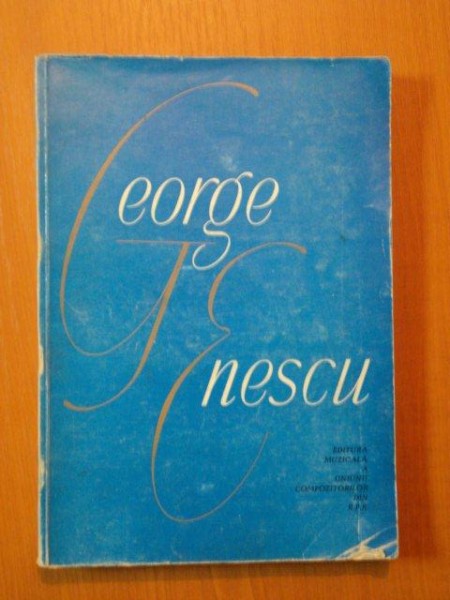 George
Enescu
EDITURA
MUZICALĂ
A
UNIUNII
COMPOZITORILOR
DIN
R.P.R.